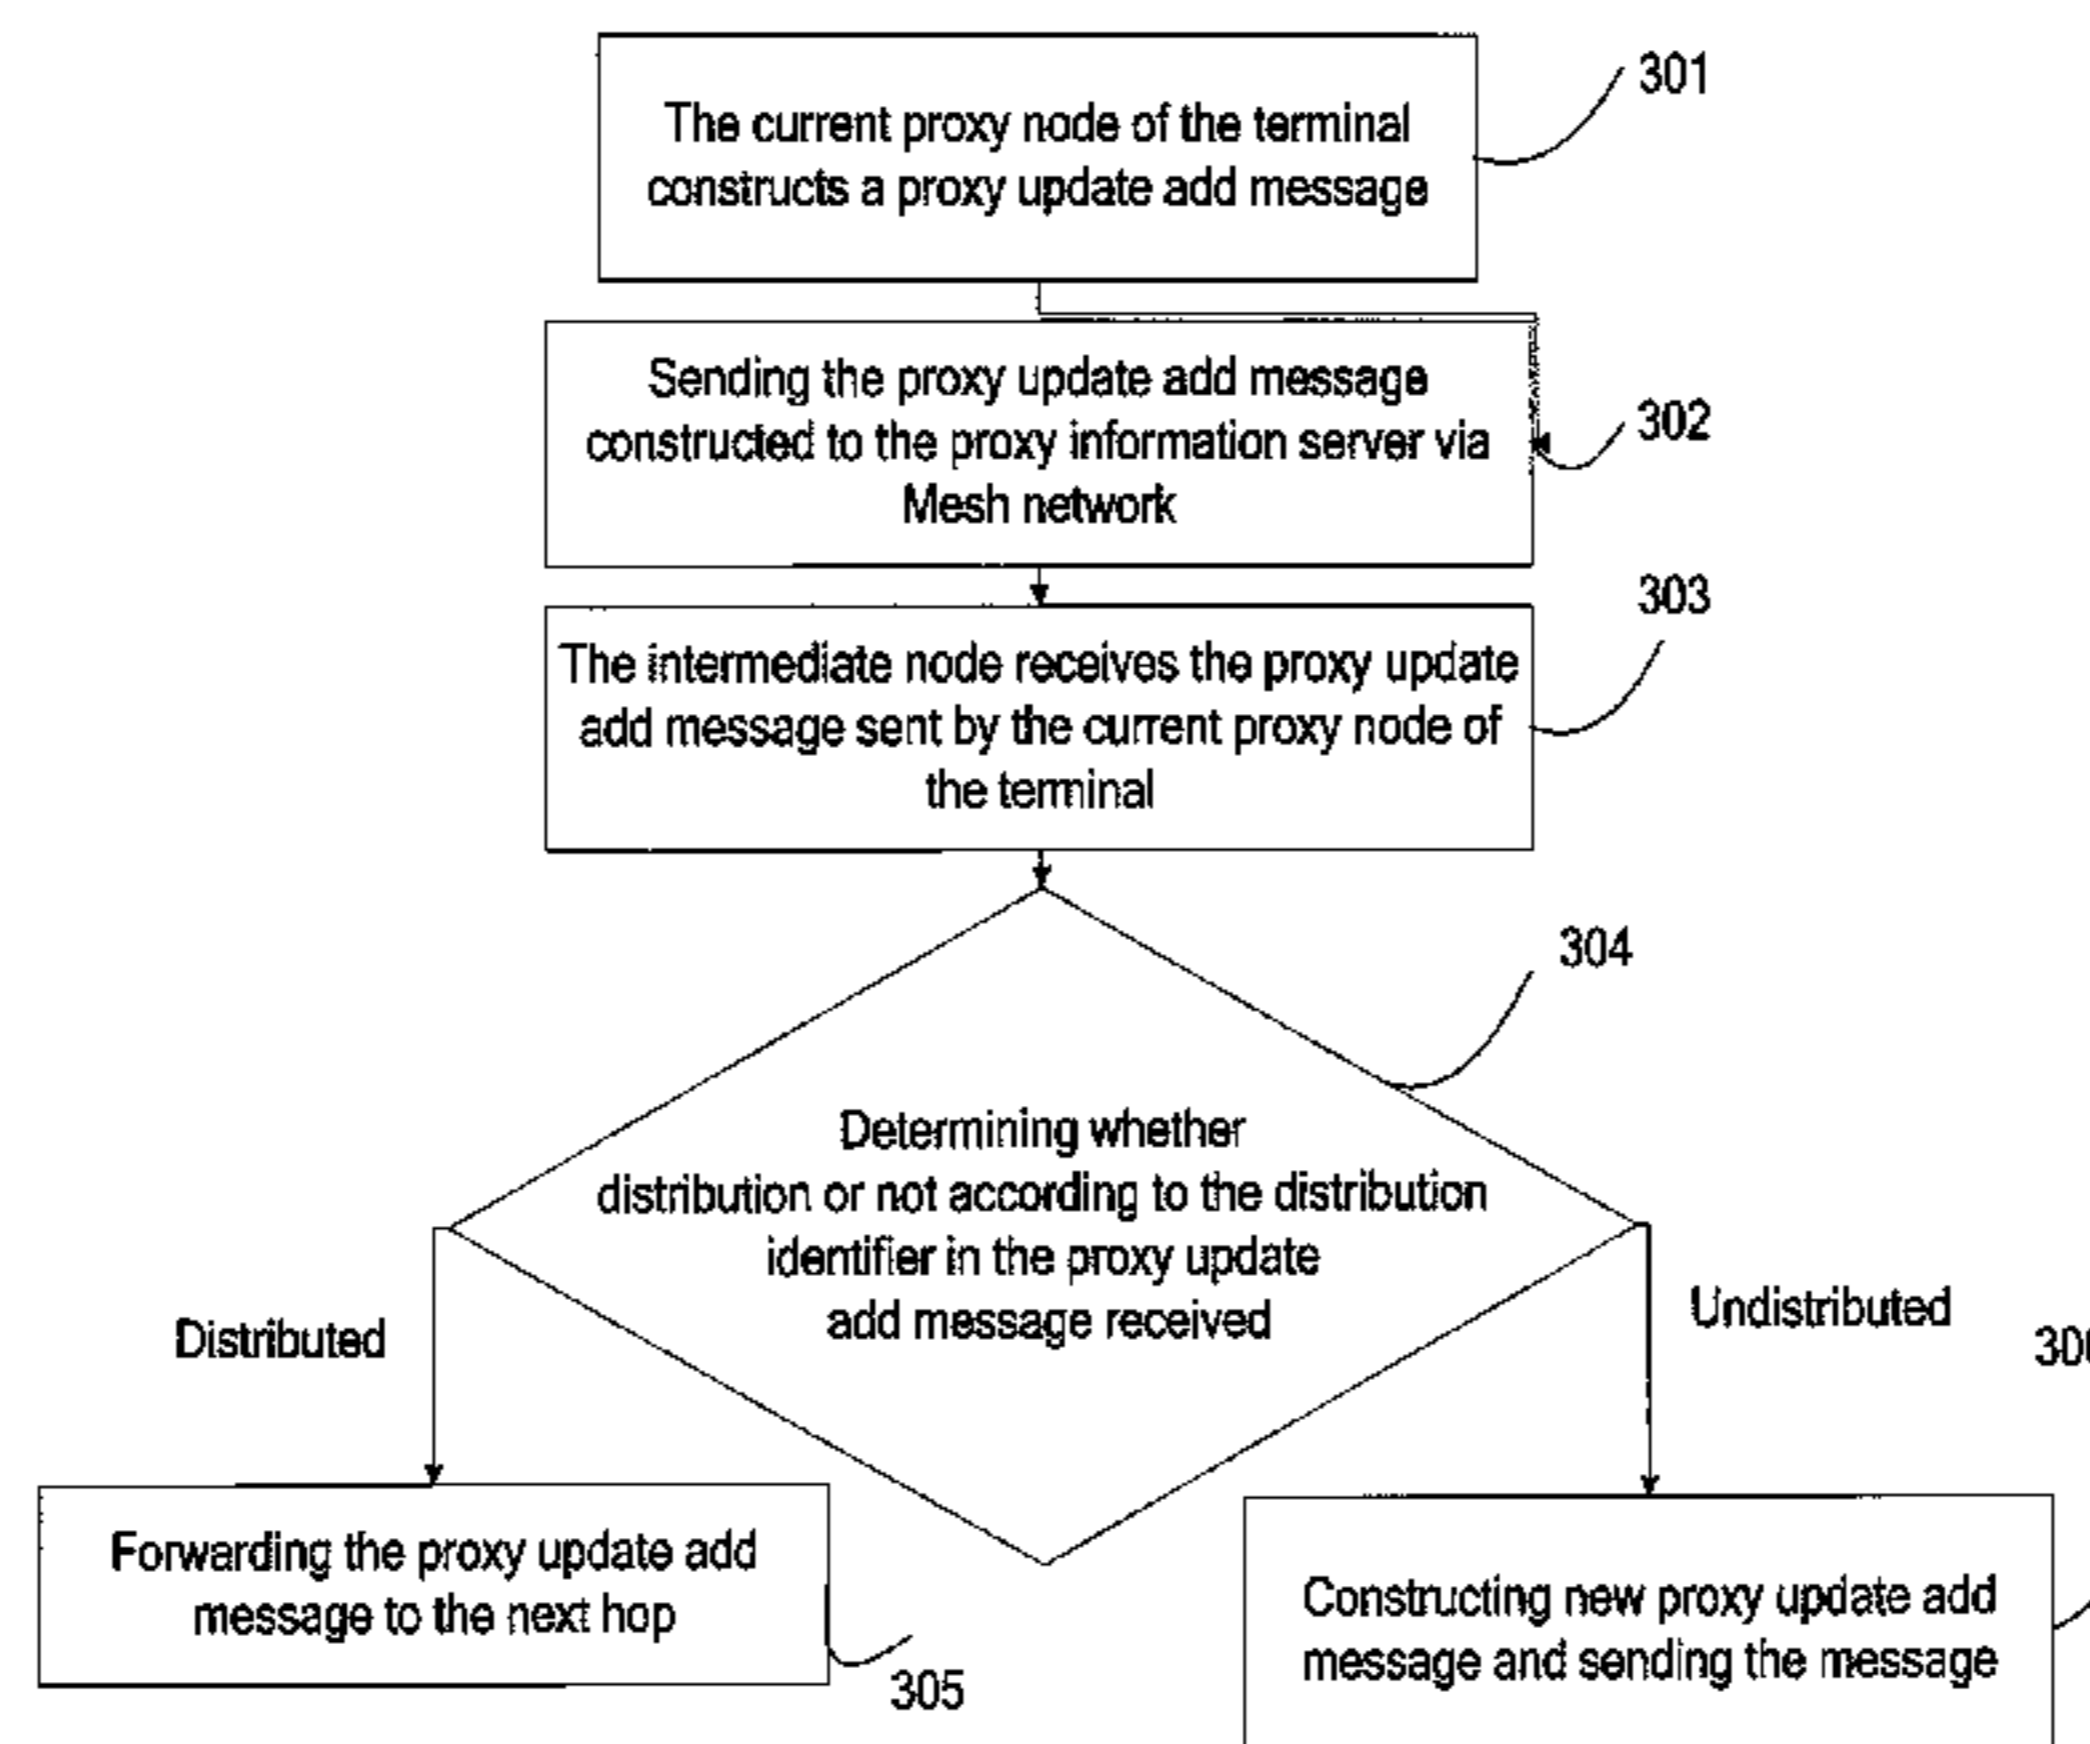 The current proxy node of the terminal
constructs a proxy update add message
301
Sending the proxy update add message
constructed to the proxy information server via
Mesh network
302
303
The intermediate node receives the proxy update
add message sent by the current proxy node of
the terminal
304
Determining whether
distribution or not according to the distribution
identifier in the proxy update
add message received
Distributed
Undistributed
Forwarding the proxy update add
message to the next hop
305
Constructing new proxy update add
message and sending the message